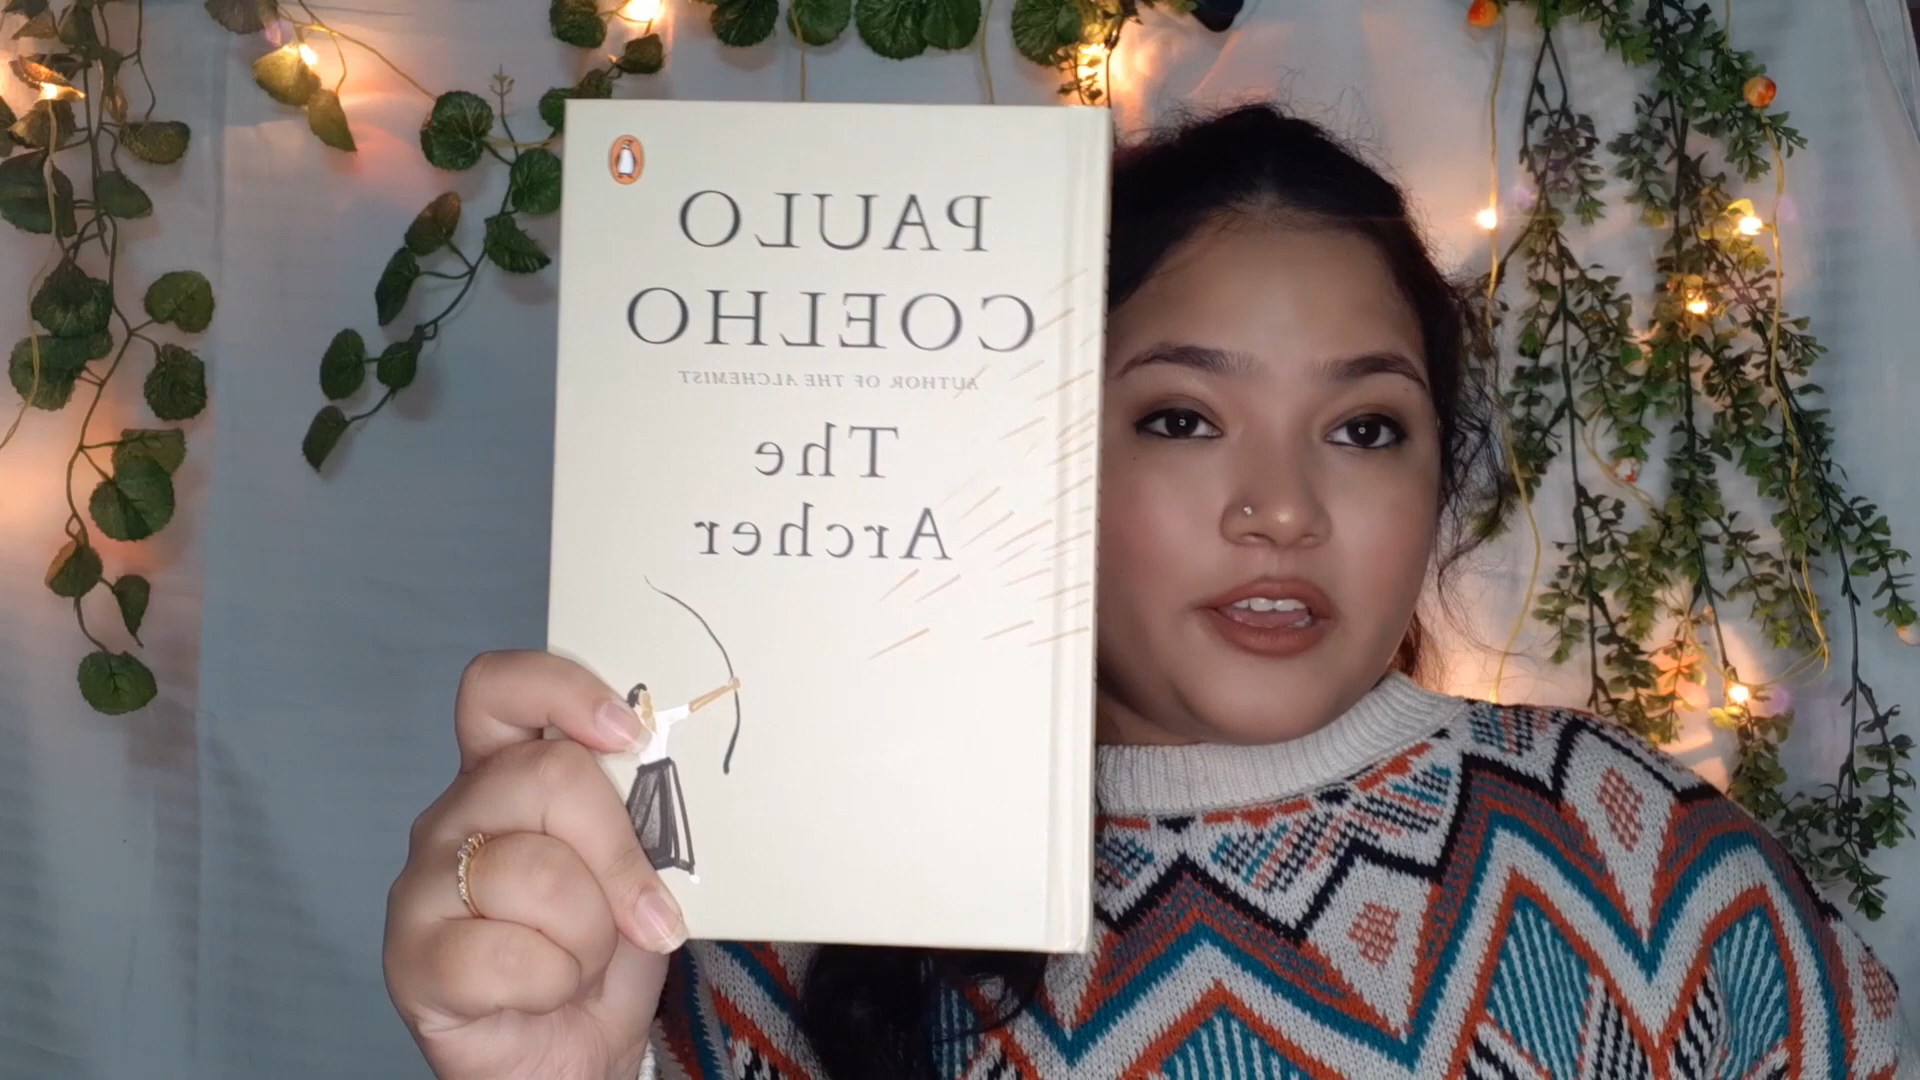 PAULO
COELHO
AUTHOR OF THE ALCHEMIST
The
Archer